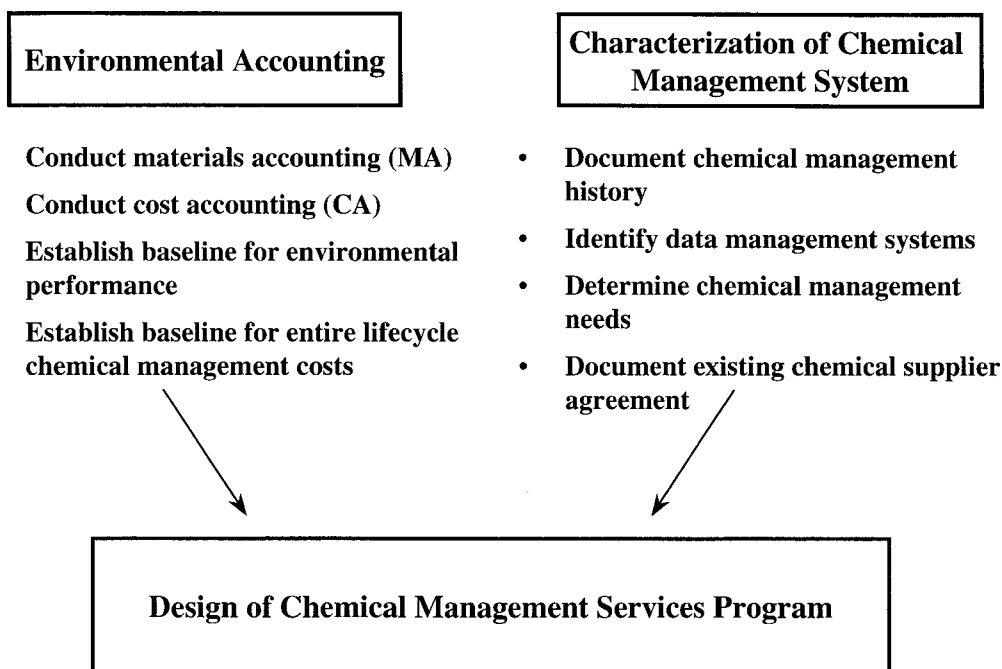 Environmental Accounting
Conduct materials accounting (MA)
Conduct cost accounting (CA)
Establish baseline for environmental
performance
Establish baseline for entire lifecycle
chemical management costs
Characterization of Chemical
Management System
• Document chemical management
history
• Identify data management systems
• Determine chemical management
needs
• Document existing chemical supplier
agreement
Design of Chemical Management Services Program